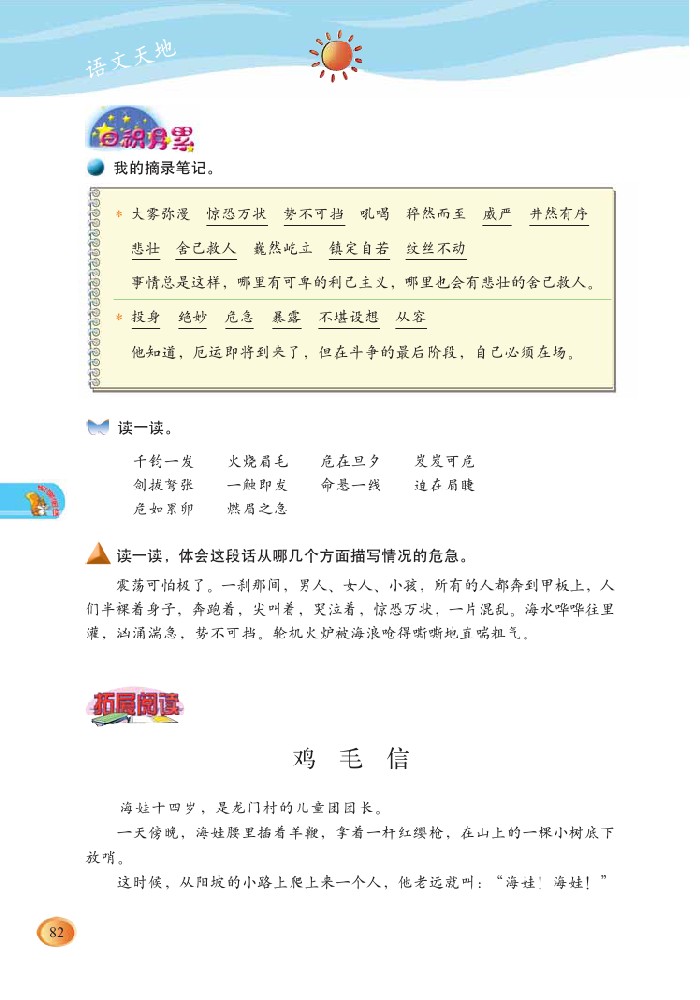 语文天地
日积月累
我的摘录笔记。
* 大雾弥漫 惊恐万状 势不可挡 吼喝 猝然而至 威严 井然有序
悲壮 舍己救人 巍然屹立 镇定自若 纹丝不动
事情总是这样，哪里有可卑的利己主义，哪里也会有悲壮的舍己救人。
* 投身 绝妙 危急 暴露 不堪设想 从容
他知道，厄运即将到来了，但在斗争的最后阶段，自己必须在场。
读一读。
千钧一发 火烧眉毛 危在旦夕 岌岌可危
剑拔弩张 一触即发 命悬一线 迫在眉睫
危如累卵 燃眉之急
读一读，体会这段话从哪几个方面描写情况的危急。
震荡可怕极了。一刹那间，男人、女人、小孩，所有的人都奔到甲板上，人
们半裸着身子，奔跑着，尖叫着，哭泣着，惊恐万状，一片混乱。海水哗哗往里
灌，汹涌湍急，势不可挡。轮机火炉被海浪呛得嘶嘶地直喘粗气。
拓展阅读
鸡毛信
海娃十四岁，是龙门村的儿童团团长。
一天傍晚，海娃腰里插着羊鞭，拿着一杆红缨枪，在山上的一棵小树底下
放哨。
这时候，从阳坡的小路上爬上来一个人，他老远就叫：“海娃！海娃！”
82